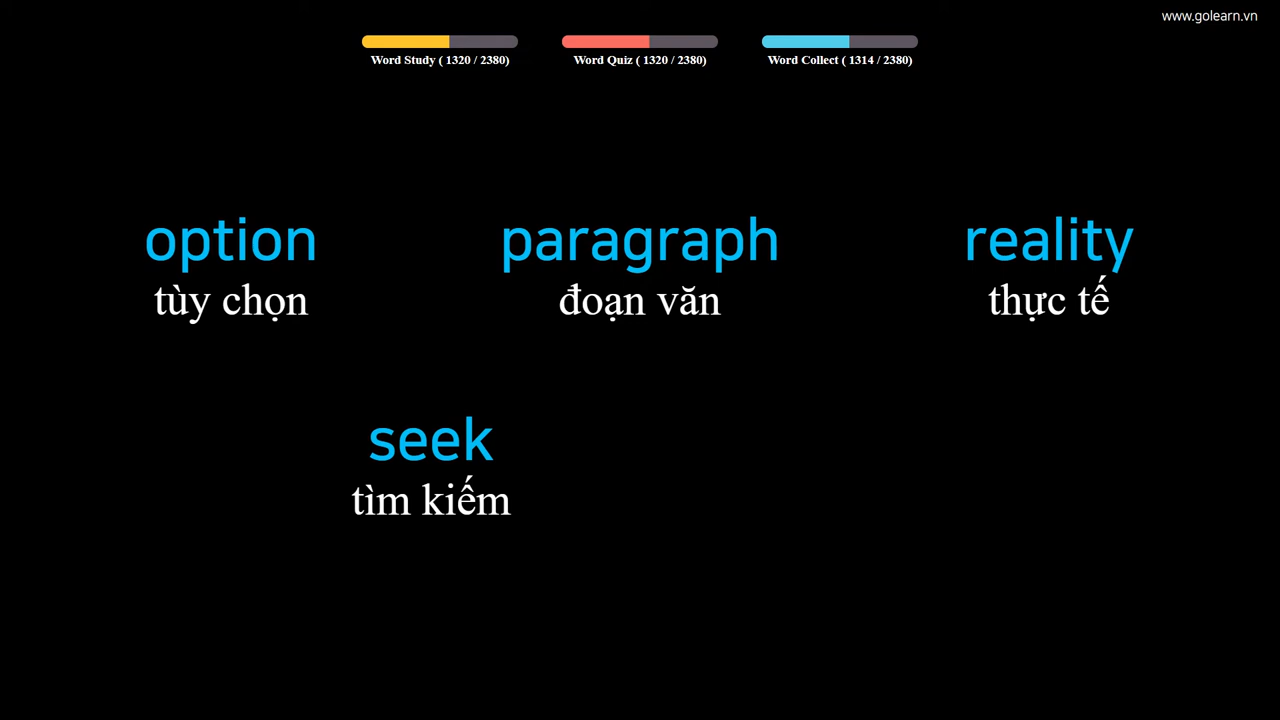 www.golearn.vn
Word Study ( 1320 / 2380)
Word Quiz ( 1320 / 2380)
Word Collect ( 1314 / 2380)
option
tùy chọn
paragraph
đoạn văn
reality
thực tế
seek
tìm kiếm